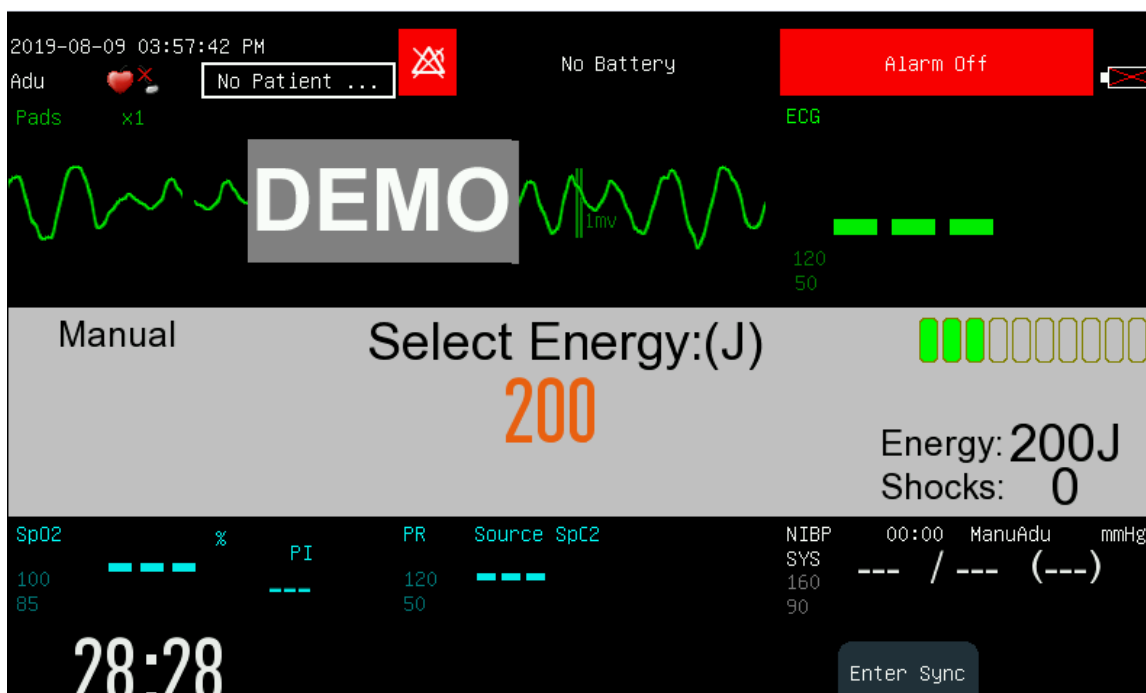 2019-08-09 03:57:42 PM
Adu
No Patient ...
No Battery
Alarm Off
Pads x1
ECG
DEMO
1mv
120
50
Manual
Select Energy:(J)
200
Energy: 200J
Shocks: 0
SpO2 %
PI
100
85
--- ---
PR Source SpC2
120
50
---
NIBP 00:00 ManuAdu mmHg
SYS
160
90
--- / --- (---)
28:28
Enter Sync